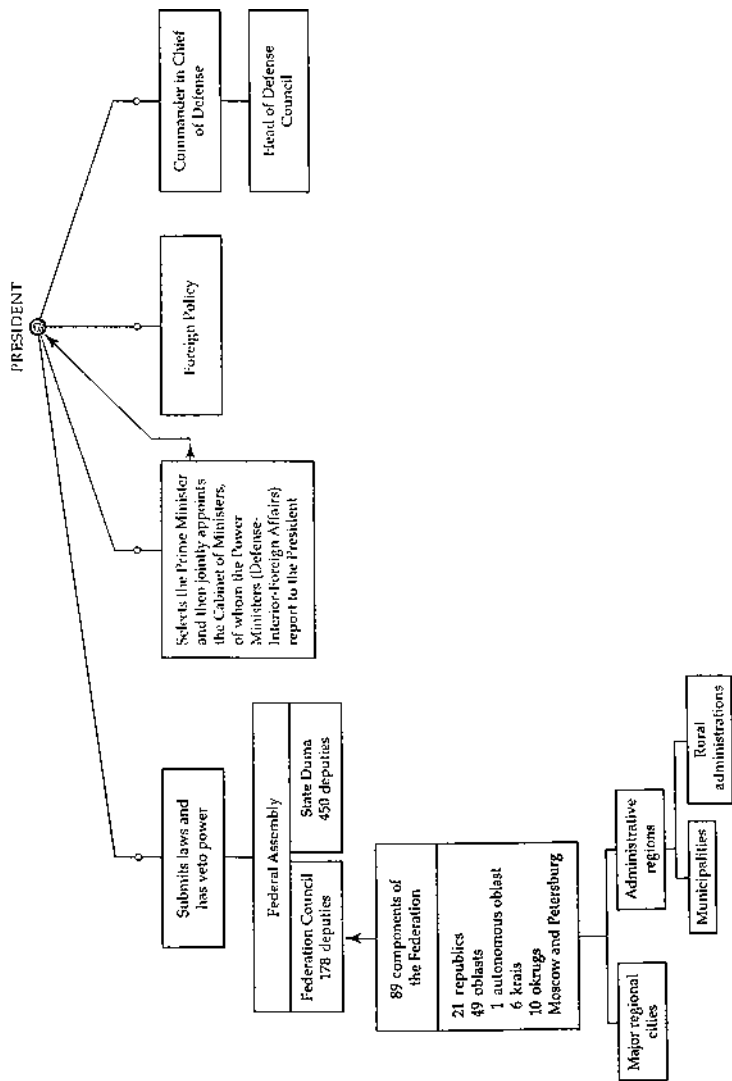 PRESIDENT
Submits laws and
has veto power
Federal Assembly
Federation Council
178 deputies
State Duma
450 deputies
89 components of
the Federation
21 republics
49 oblasts
1 autonomous oblast
6 krais
10 okrugs
Moscow and Petersburg
Major regional
cities
Administrative
regions
Municipalities
Rural
administrations
Selects the Prime Minister
and then jointly appoints
the Cabinet of Ministers,
of whom the Power
Ministers (Defense-
Interior-Foreign Affairs)
report to the President
Foreign Policy
Commander in Chief
of Defense
Head of Defense
Council